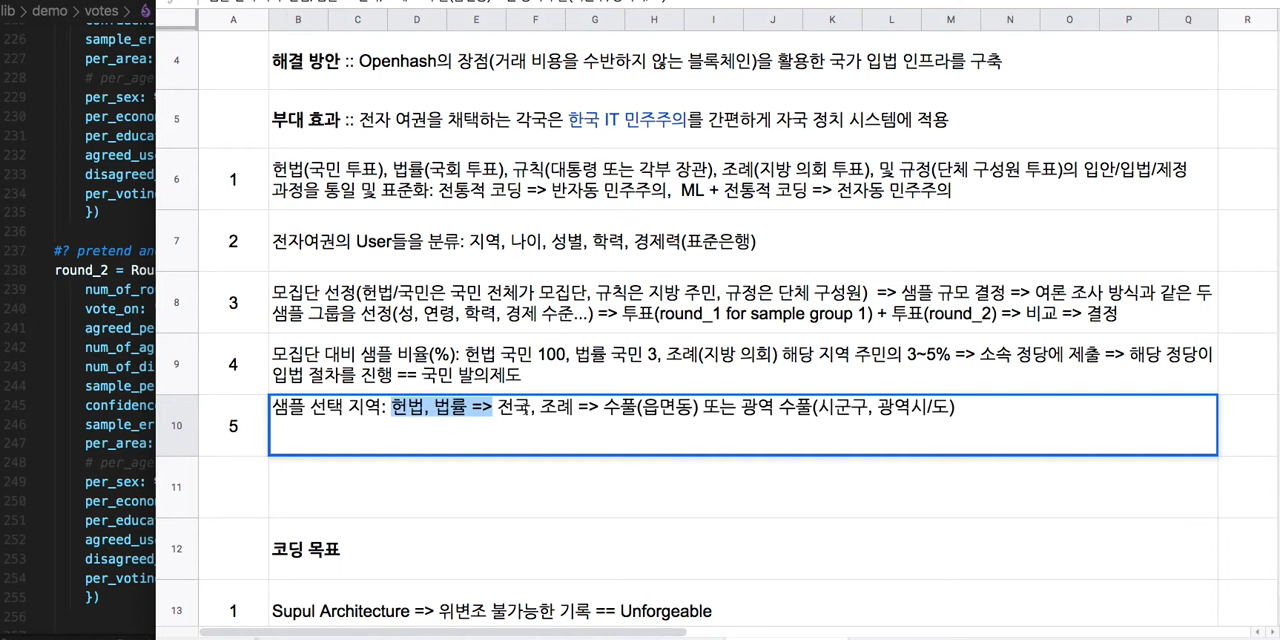 lib > demo > votes >
A B C D E F G H I J K L M N O P Q R
226 sample_er
227 per_area:
228 # per_age
229 per_sex:
230 per_econo
231 per_educa
232 agreed_us
233 disagreed_
234 per_votin
235 })
236
237 #? pretend an
238 round_2 = Rou
239 num_of_ro
240 vote_on:
241 agreed_pe
242 num_of_ag
243 num_of_di
244 sample_pe
245 confidenc
246 sample_er
247 per_area:
248 # per_age
249 per_sex:
250 per_econo
251 per_educa
252 agreed_us
253 disagreed_
254 per_votin
255 })
256
4 해결 방안 :: Openhash의 장점(거래 비용을 수반하지 않는 블록체인)을 활용한 국가 입법 인프라를 구축
5 부대 효과 :: 전자 여권을 채택하는 각국은 한국 IT 민주주의를 간편하게 자국 정치 시스템에 적용
6 1 헌법(국민 투표), 법률(국회 투표), 규칙(대통령 또는 각부 장관), 조례(지방 의회 투표), 및 규정(단체 구성원 투표)의 입안/입법/제정
과정을 통일 및 표준화: 전통적 코딩 => 반자동 민주주의, ML + 전통적 코딩 => 전자동 민주주의
7 2 전자여권의 User들을 분류: 지역, 나이, 성별, 학력, 경제력(표준은행)
8 3 모집단 선정(헌법/국민은 국민 전체가 모집단, 규칙은 지방 주민, 규정은 단체 구성원) => 샘플 규모 결정 => 여론 조사 방식과 같은 두
샘플 그룹을 선정(성, 연령, 학력, 경제 수준...) => 투표(round_1 for sample group 1) + 투표(round_2) => 비교 => 결정
9 4 모집단 대비 샘플 비율(%): 헌법 국민 100, 법률 국민 3, 조례(지방 의회) 해당 지역 주민의 3~5% => 소속 정당에 제출 => 해당 정당이
입법 절차를 진행 == 국민 발의제도
10 5 샘플 선택 지역: 헌법, 법률 => 전국, 조례 => 수풀(읍면동) 또는 광역 수풀(시군구, 광역시/도)
11
12 코딩 목표
13 1 Supul Architecture => 위변조 불가능한 기록 == Unforgeable